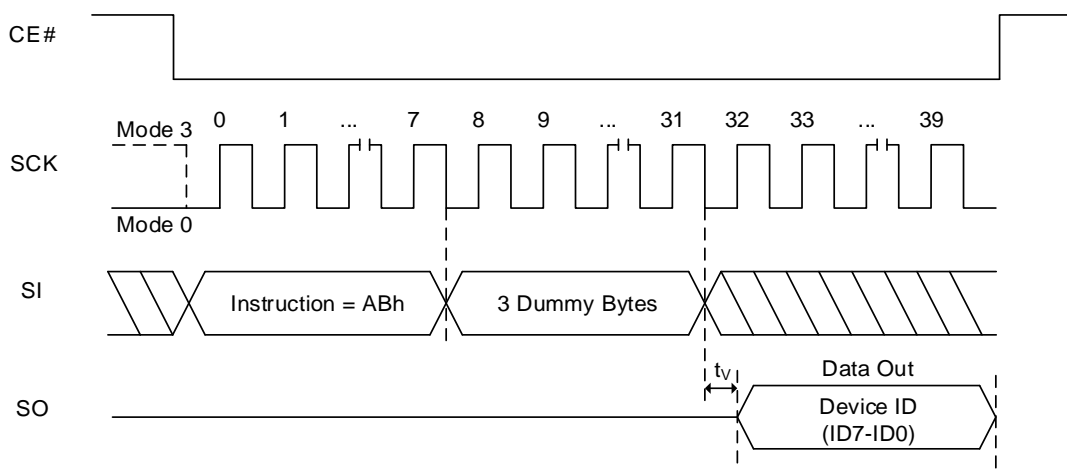 CE#
Mode 3
0 1 ... 7 8 9 ... 31 32 33 ... 39
SCK
Mode 0
SI
Instruction = ABh
3 Dummy Bytes
tV
Data Out
SO
Device ID
(ID7-ID0)